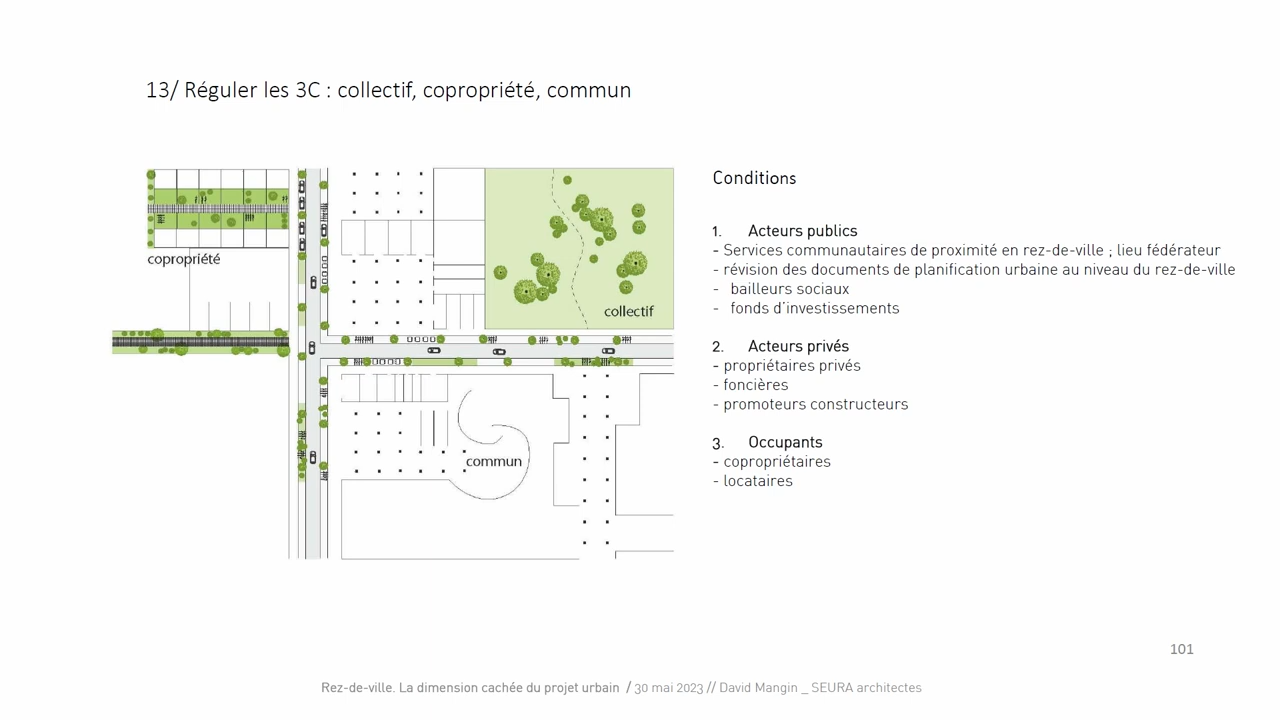 13/ Réguler les 3C : collectif, copropriété, commun
copropriété
collectif
commun
Conditions
1. Acteurs publics
- Services communautaires de proximité en rez-de-ville ; lieu fédérateur
- révision des documents de planification urbaine au niveau du rez-de-ville
- bailleurs sociaux
- fonds d'investissements
2. Acteurs privés
- propriétaires privés
- foncières
- promoteurs constructeurs
3. Occupants
- copropriétaires
- locataires
101
Rez-de-ville. La dimension cachée du projet urbain / 30 mai 2023 // David Mangin _ SEURA architectes